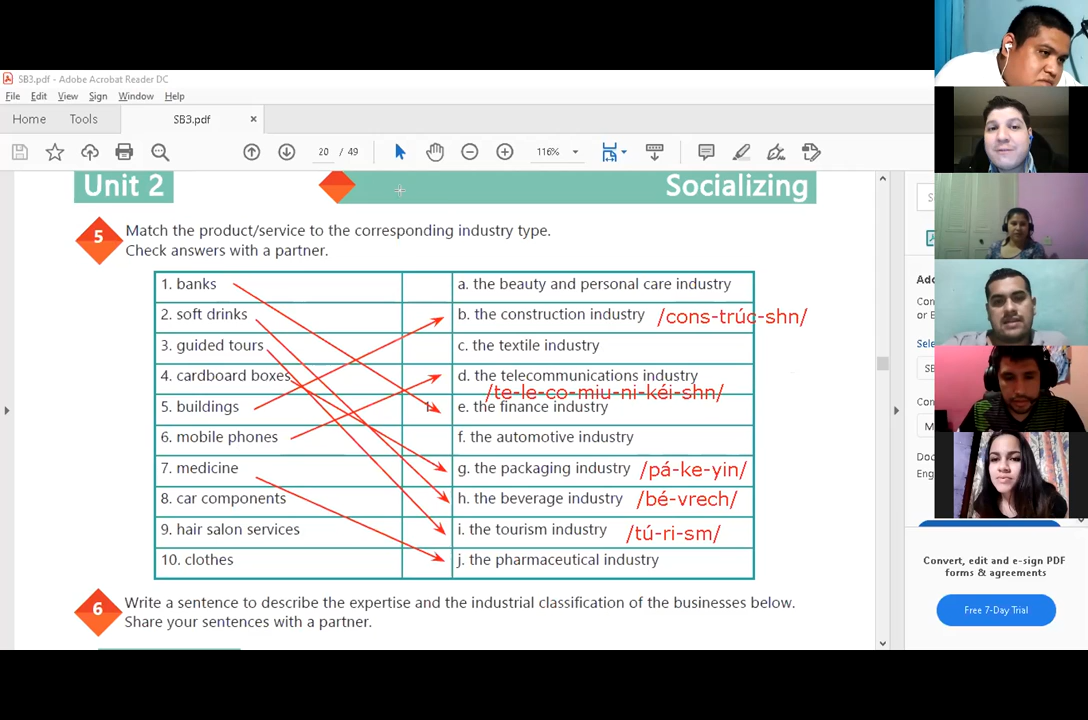 SB3.pdf - Adobe Acrobat Reader DC
File Edit View Sign Window Help
Home Tools SB3.pdf ×
20 / 49 116%
Unit 2 Socializing
5 Match the product/service to the corresponding industry type.
Check answers with a partner.
1. banks a. the beauty and personal care industry
2. soft drinks b. the construction industry /cons-trúc-shn/
3. guided tours c. the textile industry
4. cardboard boxes d. the telecommunications industry
/te-le-co-miu-ni-kéi-shn/
5. buildings e. the finance industry
6. mobile phones f. the automotive industry
7. medicine g. the packaging industry /pá-ke-yin/
8. car components h. the beverage industry /bé-vrech/
9. hair salon services i. the tourism industry /tú-ri-sm/
10. clothes j. the pharmaceutical industry
6 Write a sentence to describe the expertise and the industrial classification of the businesses below.
Share your sentences with a partner.
Convert, edit and e-sign PDF
forms & agreements
Free 7-Day Trial